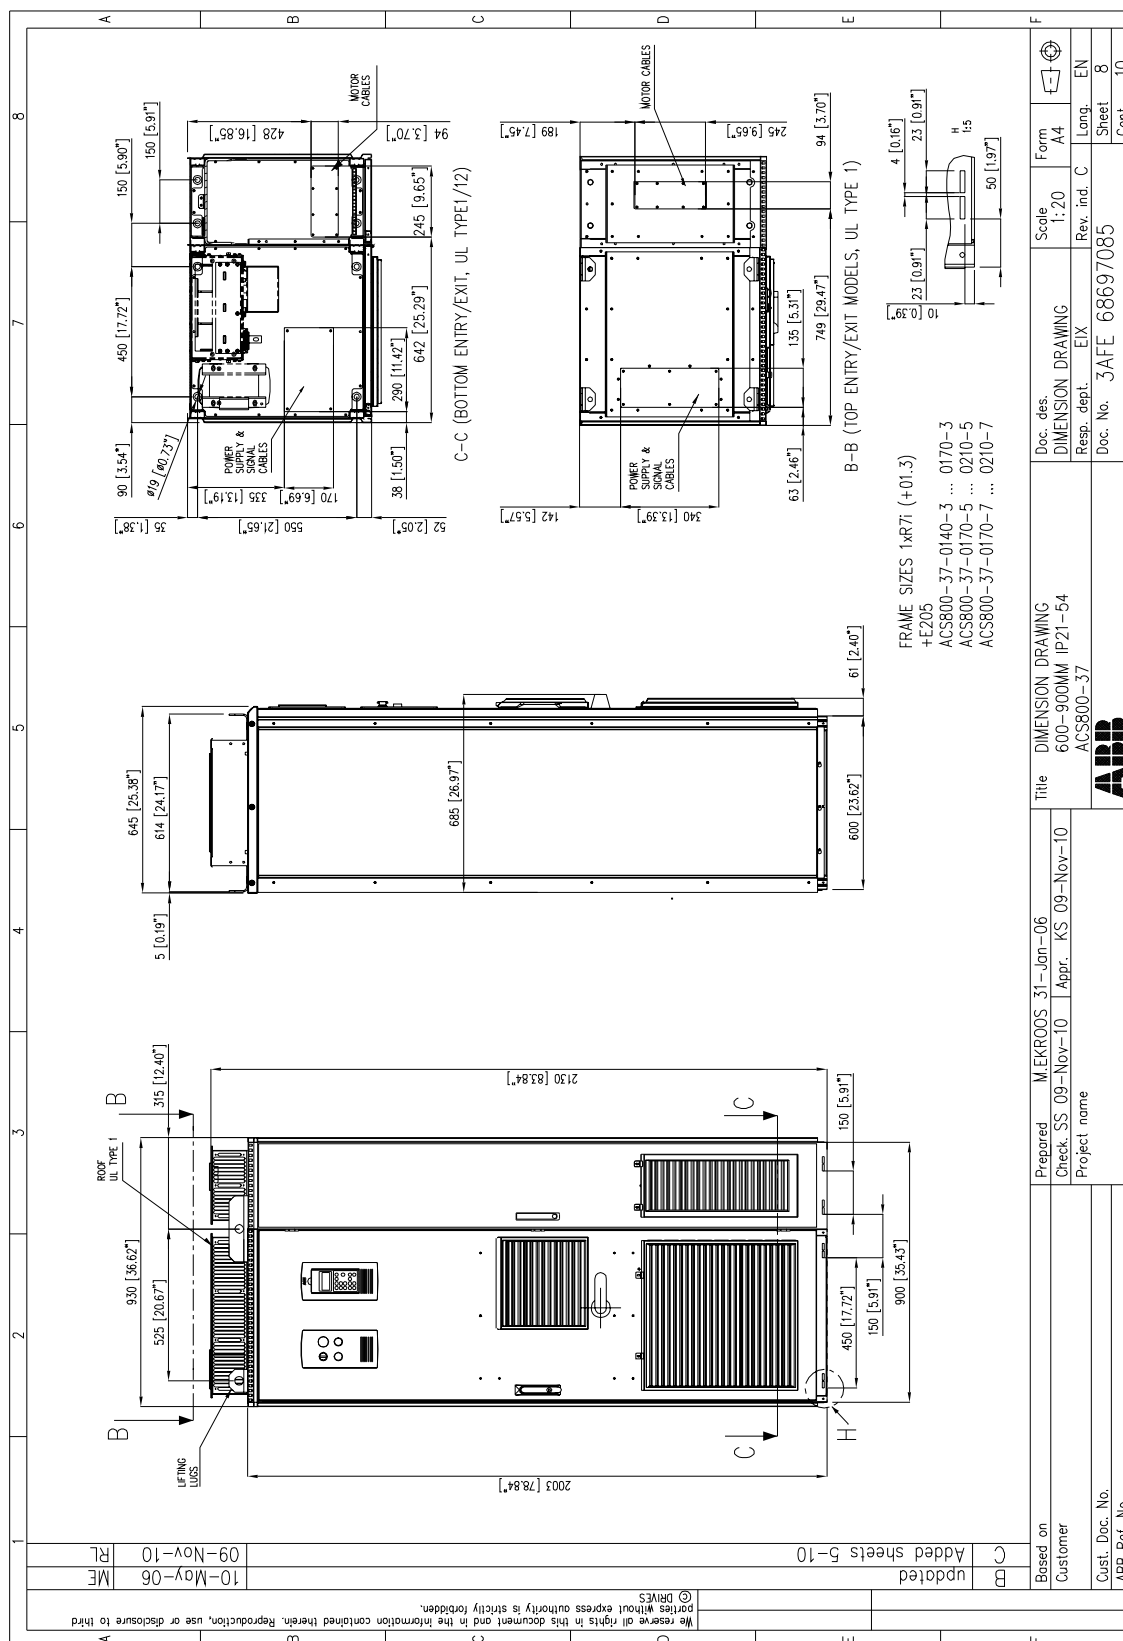 A B C D E F
8
7
6
5
4
3
2
1
150 [5.90"]
150 [5.91"]
428 [16.85"]
MOTOR
CABLES
94 [3.70"]
450 [17.72"]
245 [9.65"]
642 [25.29"]
290 [11.42"]
90 [3.54"]
ø19 [ø0.73"]
POWER
SUPPLY &
SIGNAL
CABLES
335 [13.19"]
170 [6.69"]
38 [1.50"]
35 [1.38"]
550 [21.65"]
52 [2.05"]
C-C (BOTTOM ENTRY/EXIT, UL TYPE1/12)
189 [7.45"]
MOTOR CABLES
245 [9.65"]
94 [3.70"]
135 [5.31"]
749 [29.47"]
POWER
SUPPLY &
SIGNAL
CABLES
63 [2.46"]
142 [5.57"]
340 [13.39"]
B-B (TOP ENTRY/EXIT MODELS, UL TYPE 1)
4 [0.16"]
23 [0.91"]
H
1:5
50 [1.97"]
23 [0.91"]
10 [0.39"]
FRAME SIZES 1xR7i (+01.3)
+E205
ACS800-37-0140-3 ... 0170-3
ACS800-37-0170-5 ... 0210-5
ACS800-37-0170-7 ... 0210-7
645 [25.38"]
614 [24.17"]
5 [0.19"]
685 [26.97"]
61 [2.40"]
600 [23.62"]
B
B
315 [12.40"]
ROOF
UL TYPE 1
930 [36.62"]
525 [20.67"]
LIFTING
LUGS
2130 [83.84"]
2003 [78.84"]
C
C
150 [5.91"]
450 [17.72"]
150 [5.91"]
900 [35.43"]
H
C Added sheets 5-10 09-Nov-10 RL
B updated 10-May-06 ME
We reserve all rights in this document and in the information contained therein. Reproduction, use or disclosure to third
parties without express authority is strictly forbidden.
© DRIVES
Based on
Customer
Cust. Doc. No.
Prepared M.EKROOS 31-Jan-06
Check. SS 09-Nov-10 Appr. KS 09-Nov-10
Project name
Title DIMENSION DRAWING
600-900MM IP21-54
ACS800-37
ABB
Doc. des.
DIMENSION DRAWING
Resp. dept. EIX
Doc. No. 3AFE 68697085
Scale
1:20
Rev. ind. C
Form
A4
Lang. EN
Sheet 8
Cont. 10
A B C D E F